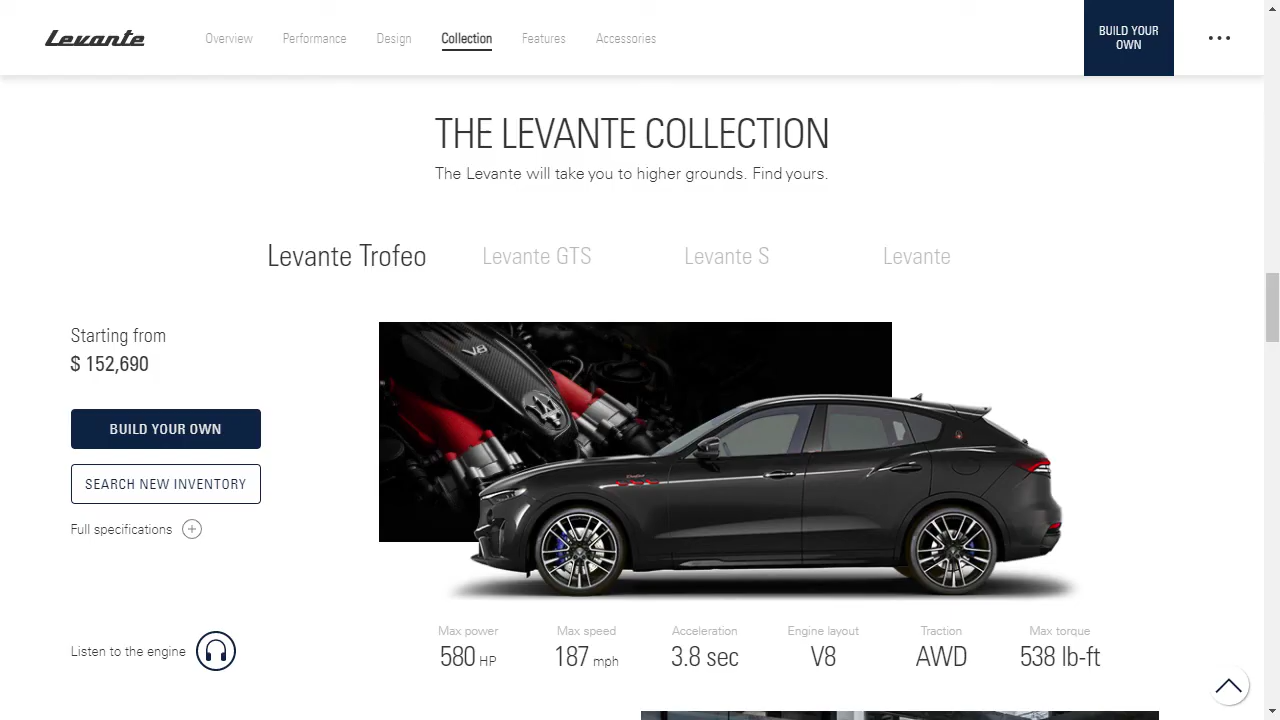 Levante
Overview
Performance
Design
Collection
Features
Accessories
BUILD YOUR
OWN
THE LEVANTE COLLECTION
The Levante will take you to higher grounds. Find yours.
Levante Trofeo
Levante GTS
Levante S
Levante
Starting from
$ 152,690
BUILD YOUR OWN
SEARCH NEW INVENTORY
Full specifications
V8
Listen to the engine
Max power
580 HP
Max speed
187 mph
Acceleration
3.8 sec
Engine layout
V8
Traction
AWD
Max torque
538 lb-ft